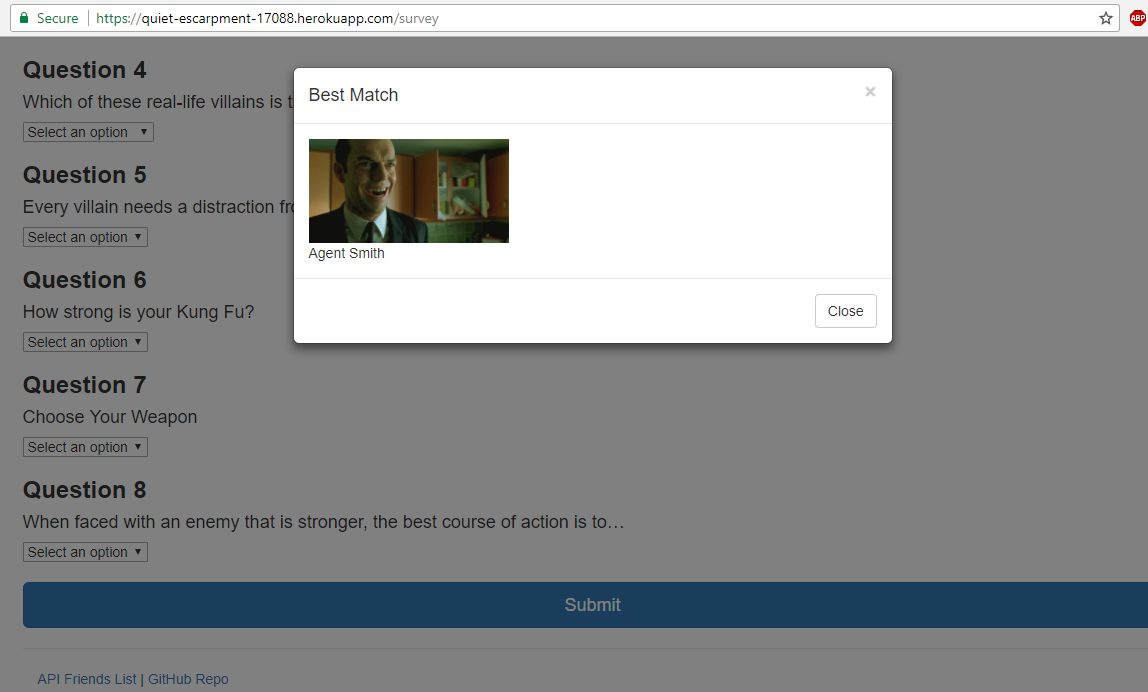 Secure | https://quiet-escarpment-17088.herokuapp.com/survey
ABP
Question 4
Which of these real-life villains is t
Select an option
Question 5
Every villain needs a distraction fr
Select an option
Question 6
How strong is your Kung Fu?
Select an option
Question 7
Choose Your Weapon
Select an option
Question 8
When faced with an enemy that is stronger, the best course of action is to…
Select an option
Submit
API Friends List | GitHub Repo
Best Match
×
Agent Smith
Close